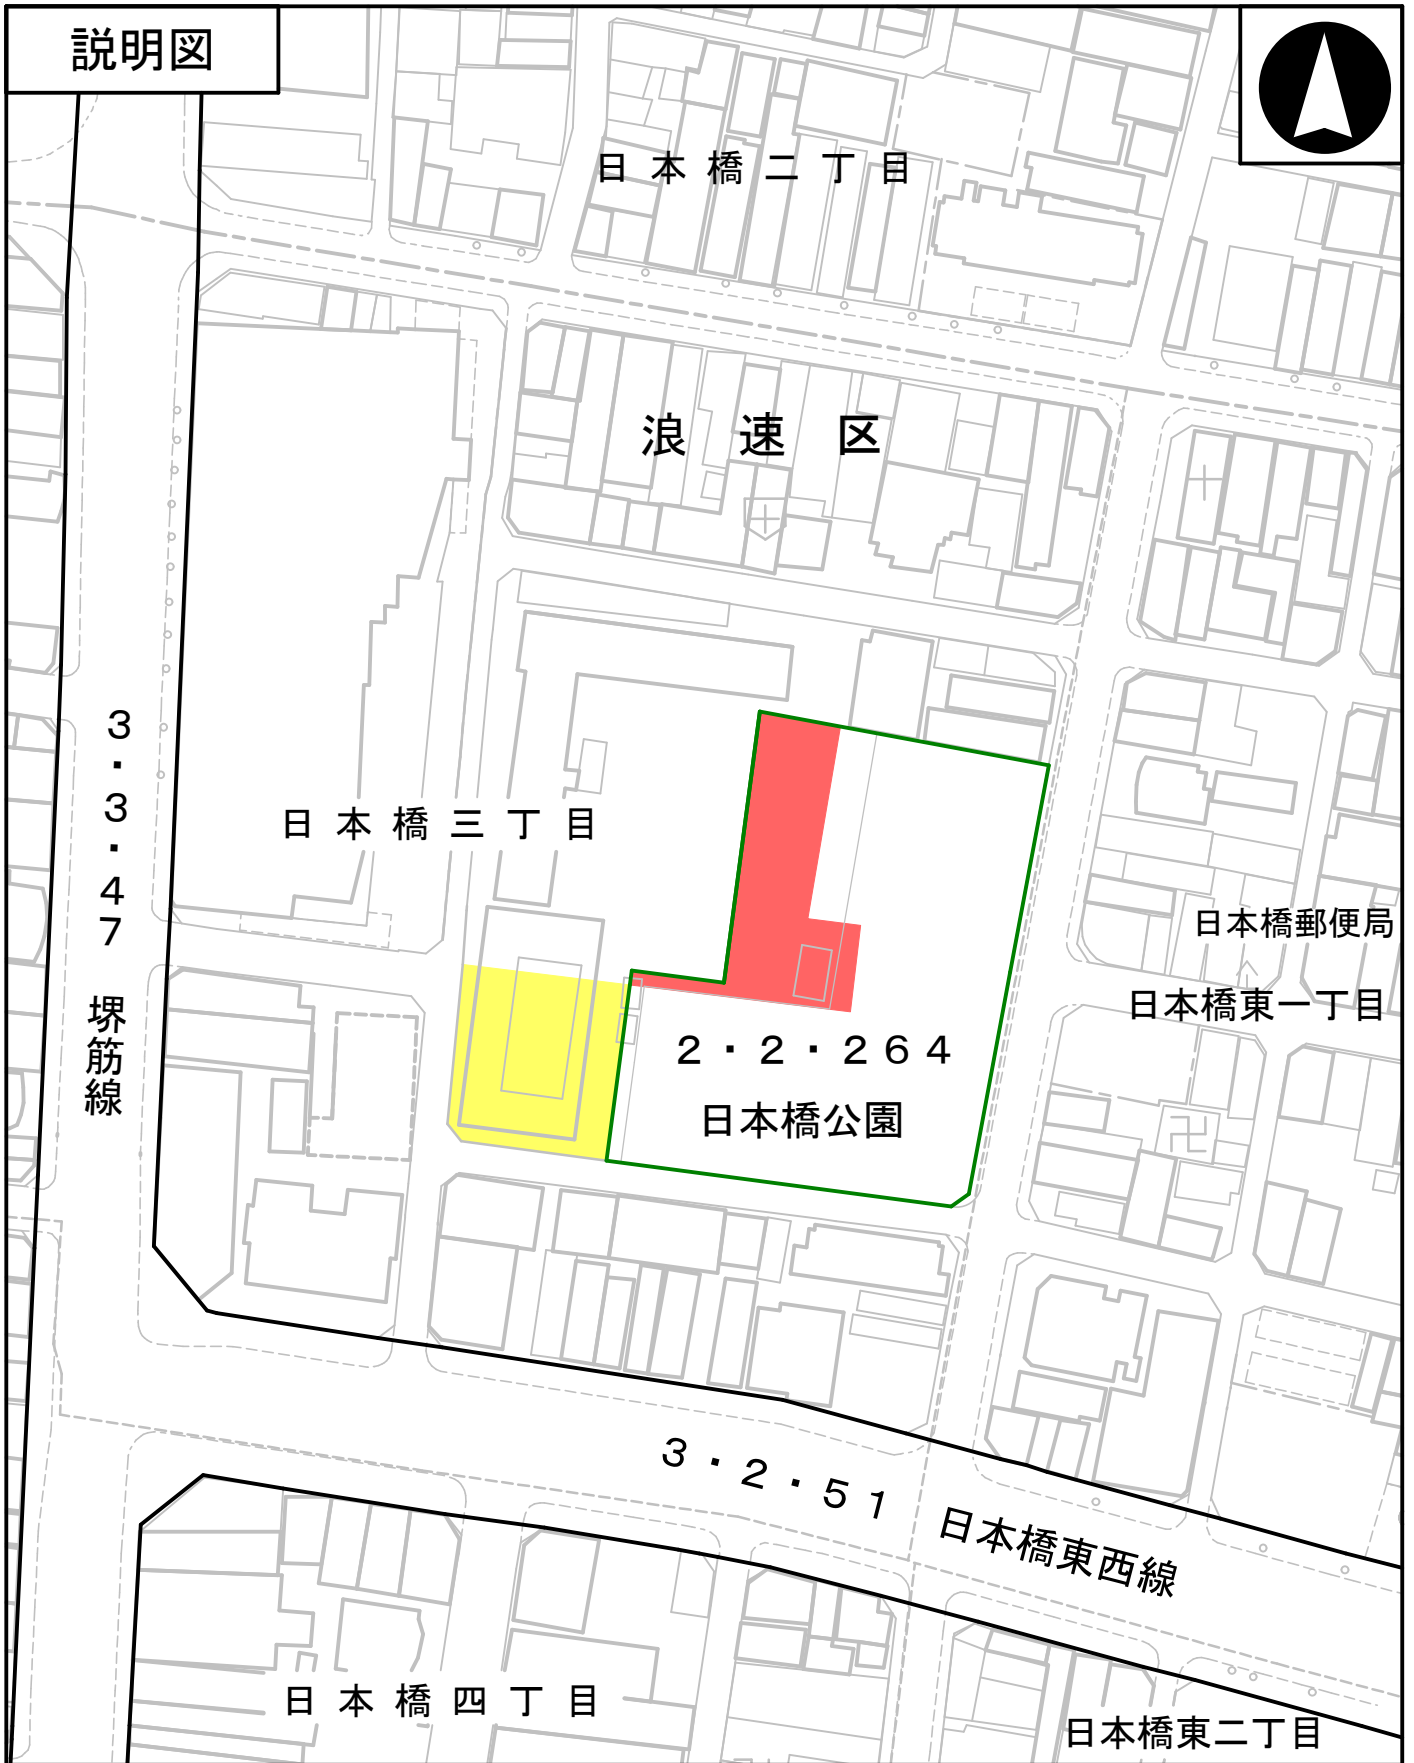 説明図
日本橋二丁目
浪速区
3・3・47 堺筋線
日本橋三丁目
日本橋郵便局
日本橋東一丁目
2・2・264
日本橋公園
3・2・51 日本橋東西線
日本橋四丁目
日本橋東二丁目